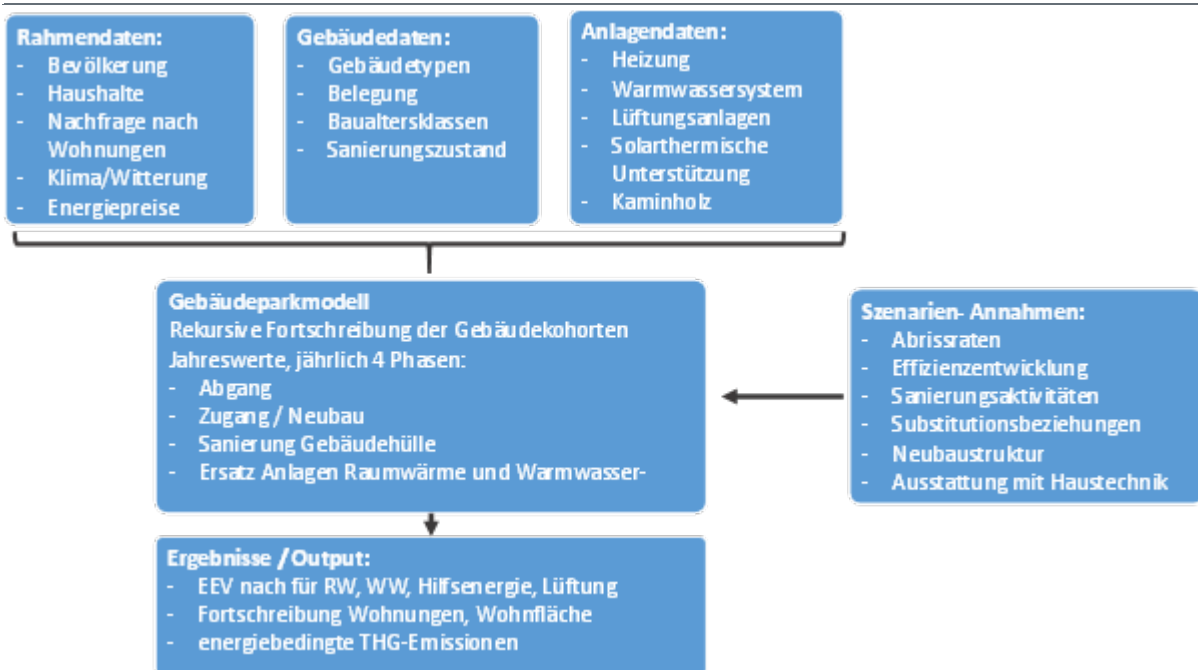 Rahmendaten:
- Bevölkerung
- Haushalte
- Nachfrage nach
Wohnungen
- Klima/Witterung
- Energiepreise
Gebäudedaten:
- Gebäudetypen
- Belegung
- Baualtersklassen
- Sanierungszustand
Anlagendaten:
- Heizung
- Warmwassersystem
- Lüftungsanlagen
- Solarthermische
Unterstützung
- Kaminholz
Gebäudeparkmodell
Rekursive Fortschreibung der Gebäudekohorten
Jahreswerte, jährlich 4 Phasen:
- Abgang
- Zugang / Neubau
- Sanierung Gebäudehülle
- Ersatz Anlagen Raumwärme und Warmwasser-
Szenarien- Annahmen:
- Abrissraten
- Effizienzentwicklung
- Sanierungsaktivitäten
- Substitutionsbeziehungen
- Neubaustruktur
- Ausstattung mit Haustechnik
Ergebnisse / Output:
- EEV nach für RW, WW, Hilfsenergie, Lüftung
- Fortschreibung Wohnungen, Wohnfläche
- energiebedingte THG-Emissionen